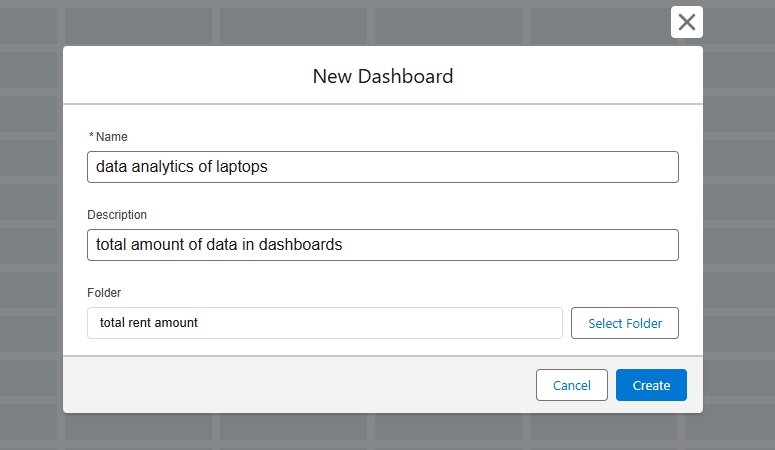 New Dashboard
* Name
data analytics of laptops
Description
total amount of data in dashboards
Folder
total rent amount
Select Folder
Cancel
Create